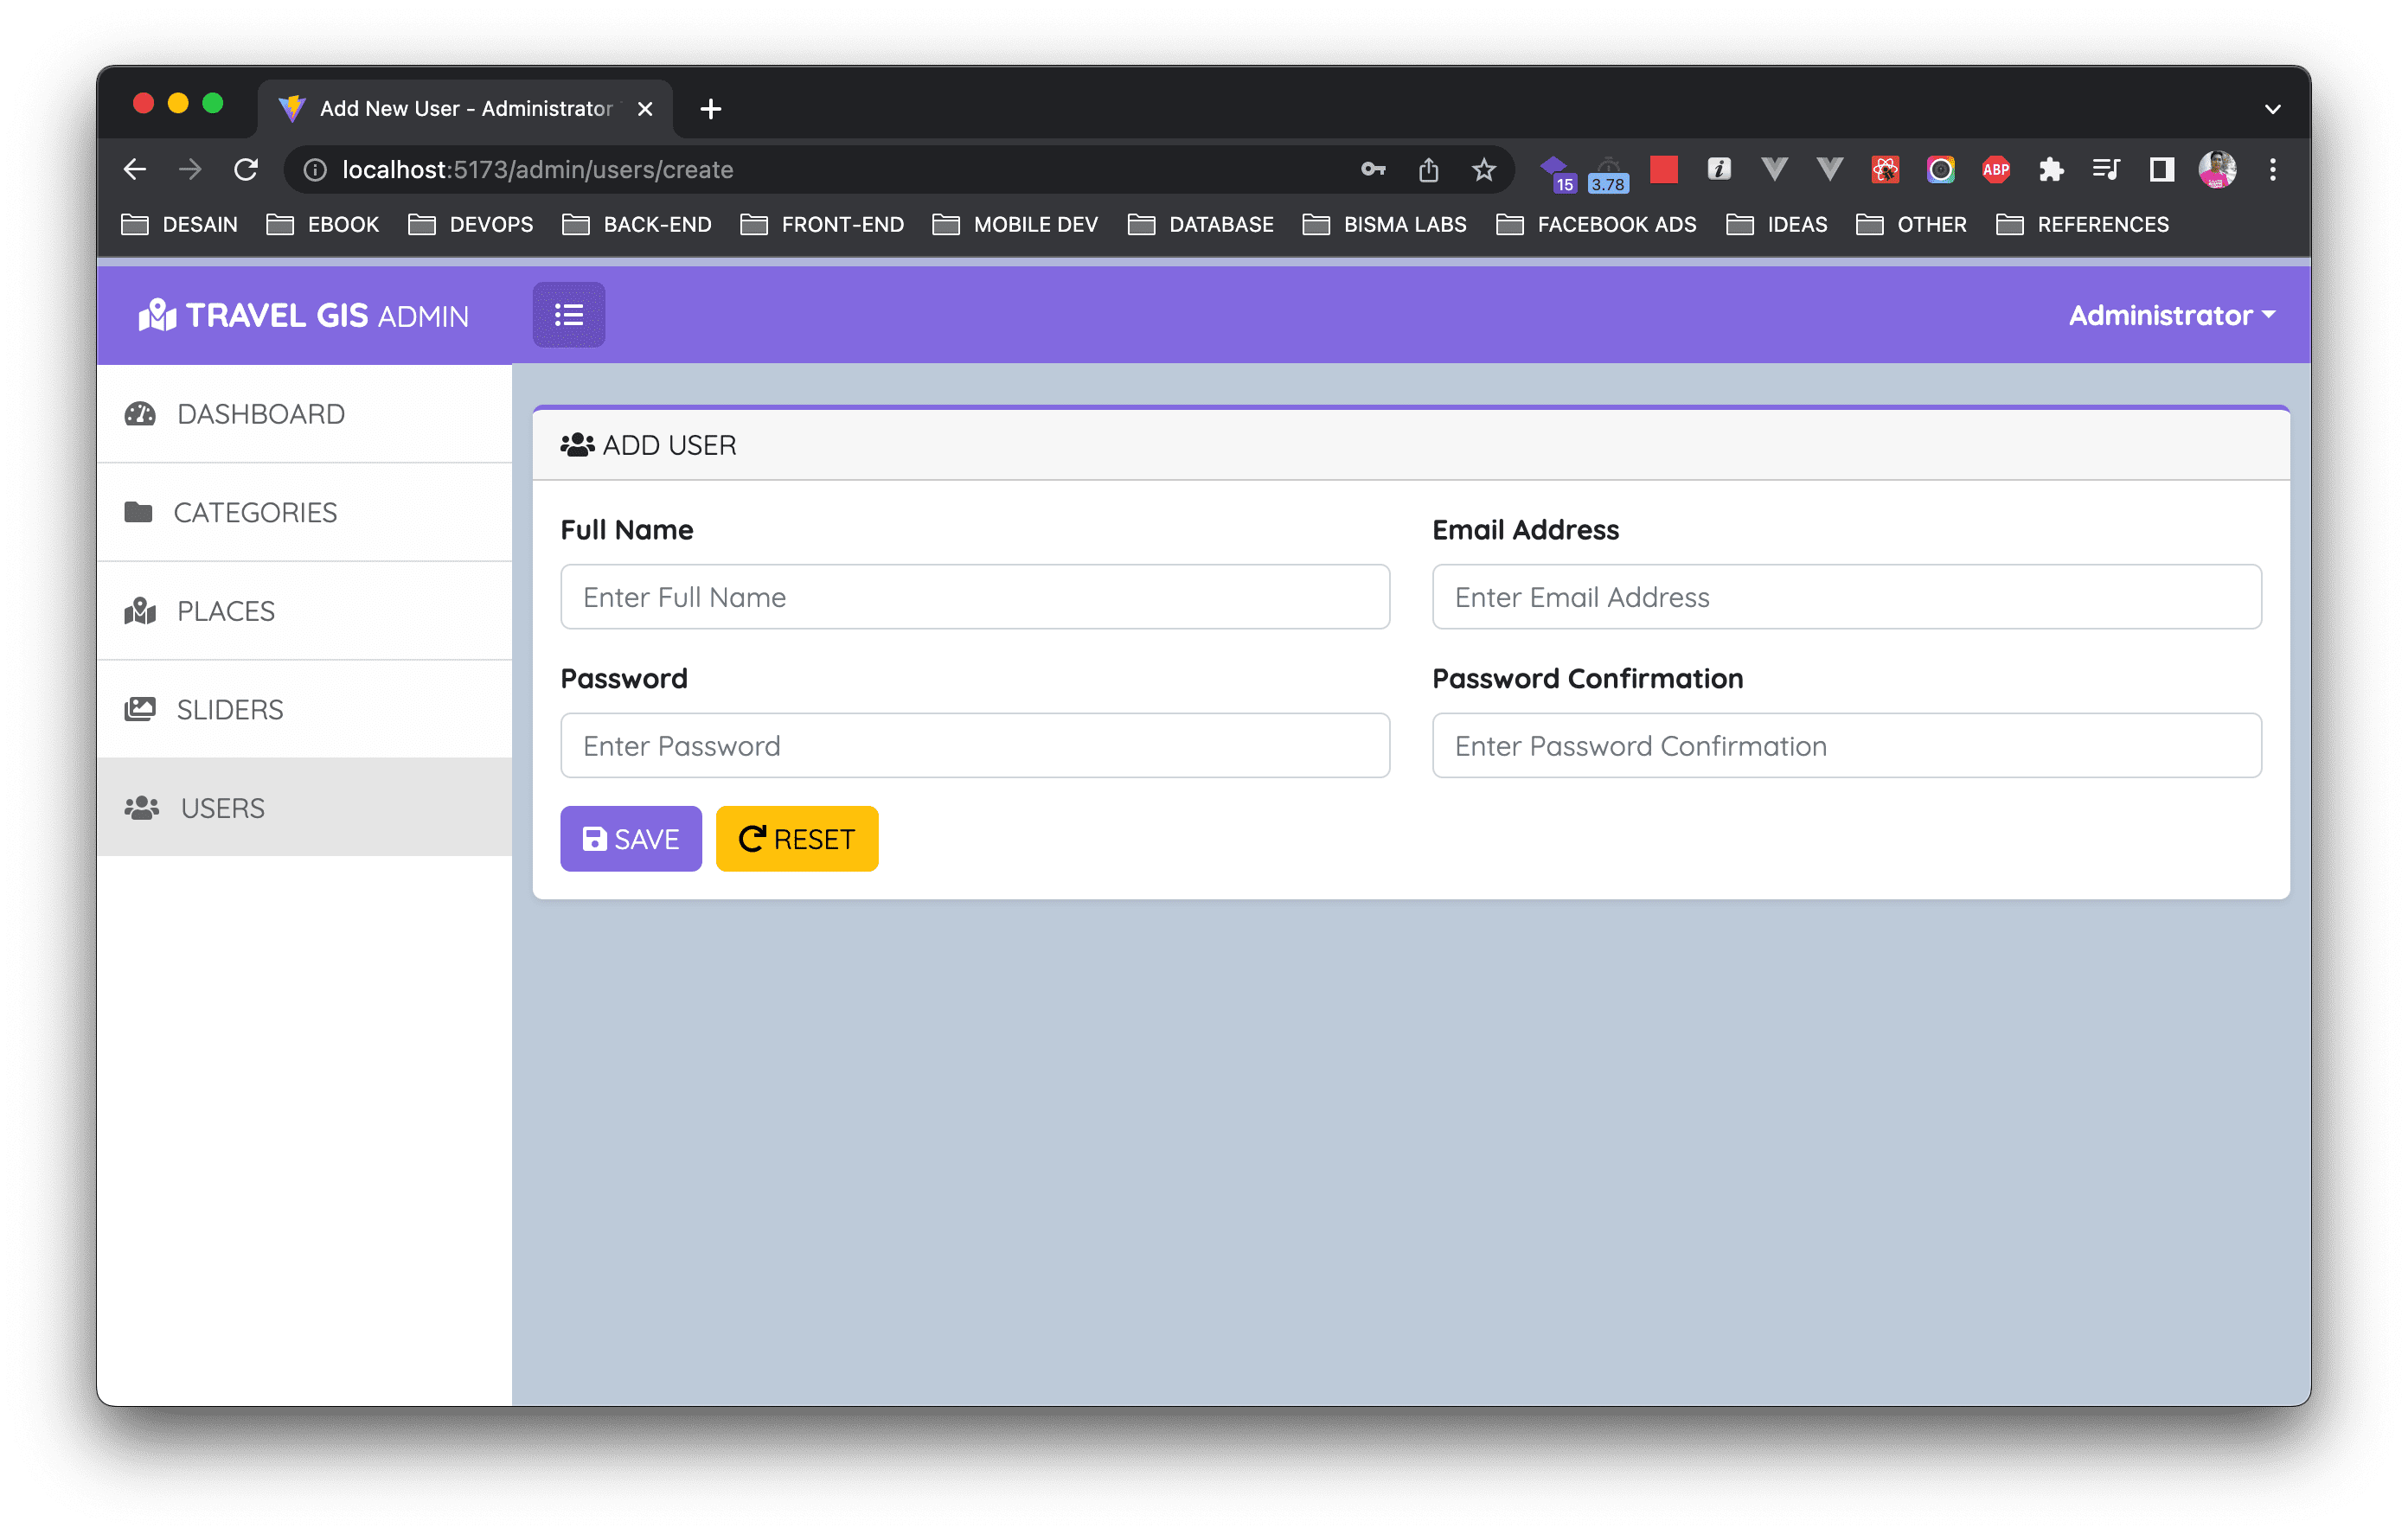 Add New User - Administrator
localhost:5173/admin/users/create
15
3.78
i
ABP
DESAIN EBOOK DEVOPS BACK-END FRONT-END MOBILE DEV DATABASE BISMA LABS FACEBOOK ADS IDEAS OTHER REFERENCES
TRAVEL GIS ADMIN
Administrator
DASHBOARD
CATEGORIES
PLACES
SLIDERS
USERS
ADD USER
Full Name
Email Address
Enter Full Name
Enter Email Address
Password
Password Confirmation
Enter Password
Enter Password Confirmation
SAVE
RESET